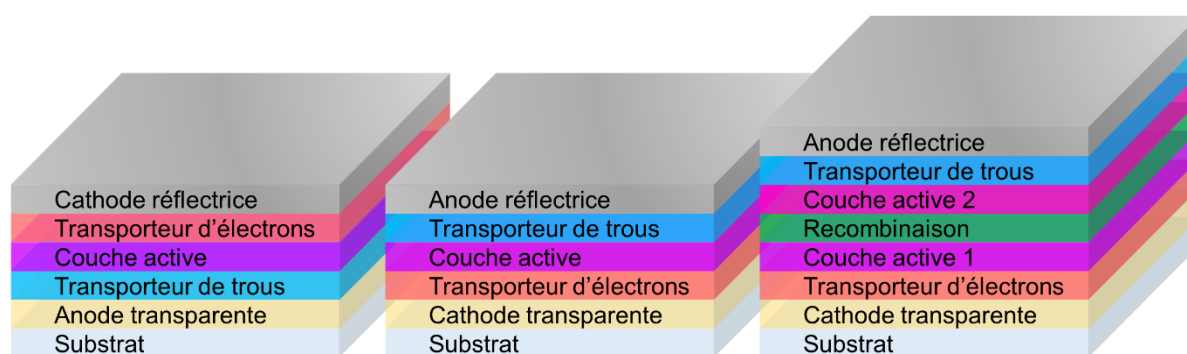 Cathode réflectrice
Transporteur d'électrons
Couche active
Transporteur de trous
Anode transparente
Substrat
Anode réflectrice
Transporteur de trous
Couche active
Transporteur d'électrons
Cathode transparente
Substrat
Anode réflectrice
Transporteur de trous
Couche active 2
Recombinaison
Couche active 1
Transporteur d'électrons
Cathode transparente
Substrat